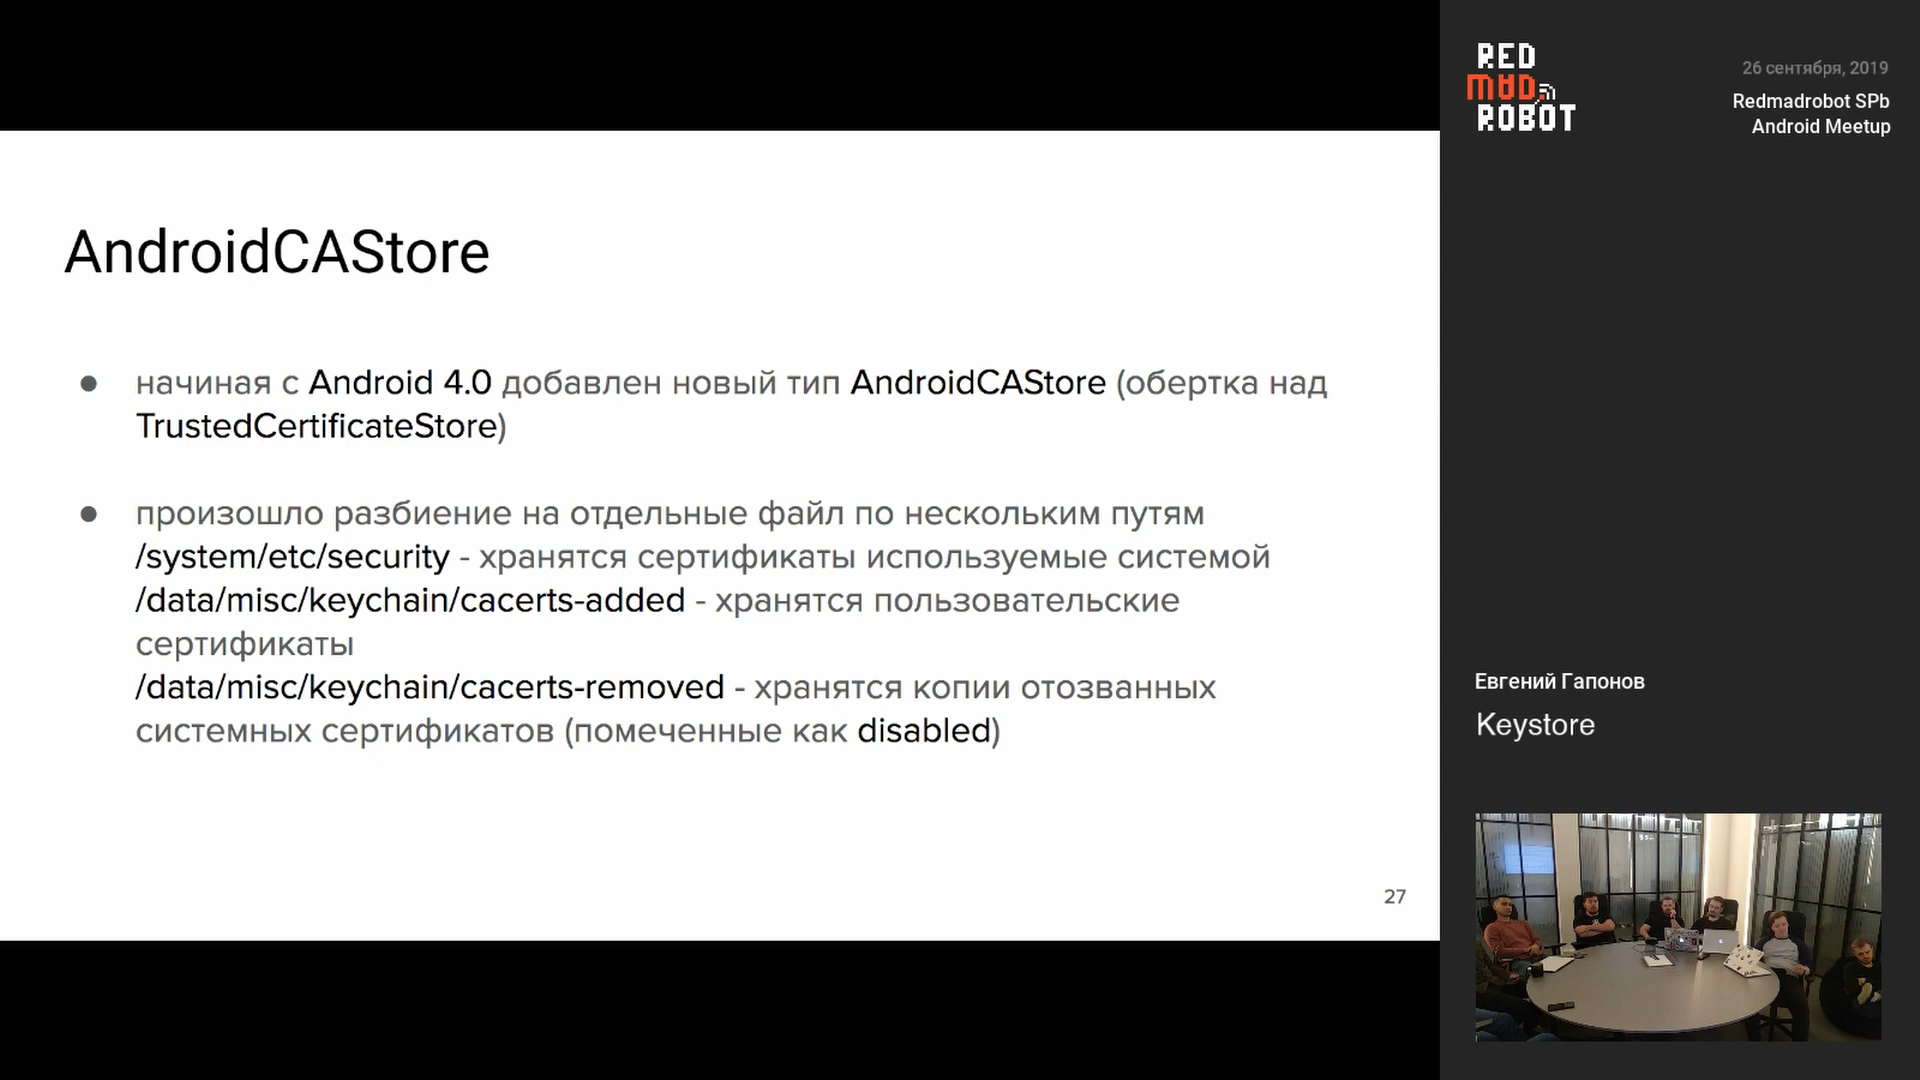 AndroidCAStore
● начиная с Android 4.0 добавлен новый тип AndroidCAStore (обертка над
TrustedCertificateStore)
● произошло разбиение на отдельные файл по нескольким путям
/system/etc/security - хранятся сертификаты используемые системой
/data/misc/keychain/cacerts-added - хранятся пользовательские
сертификаты
/data/misc/keychain/cacerts-removed - хранятся копии отозванных
системных сертификатов (помеченные как disabled)
27
RED
MAD
ROBOT
26 сентября, 2019
Redmadrobot SPb
Android Meetup
Евгений Гапонов
Keystore